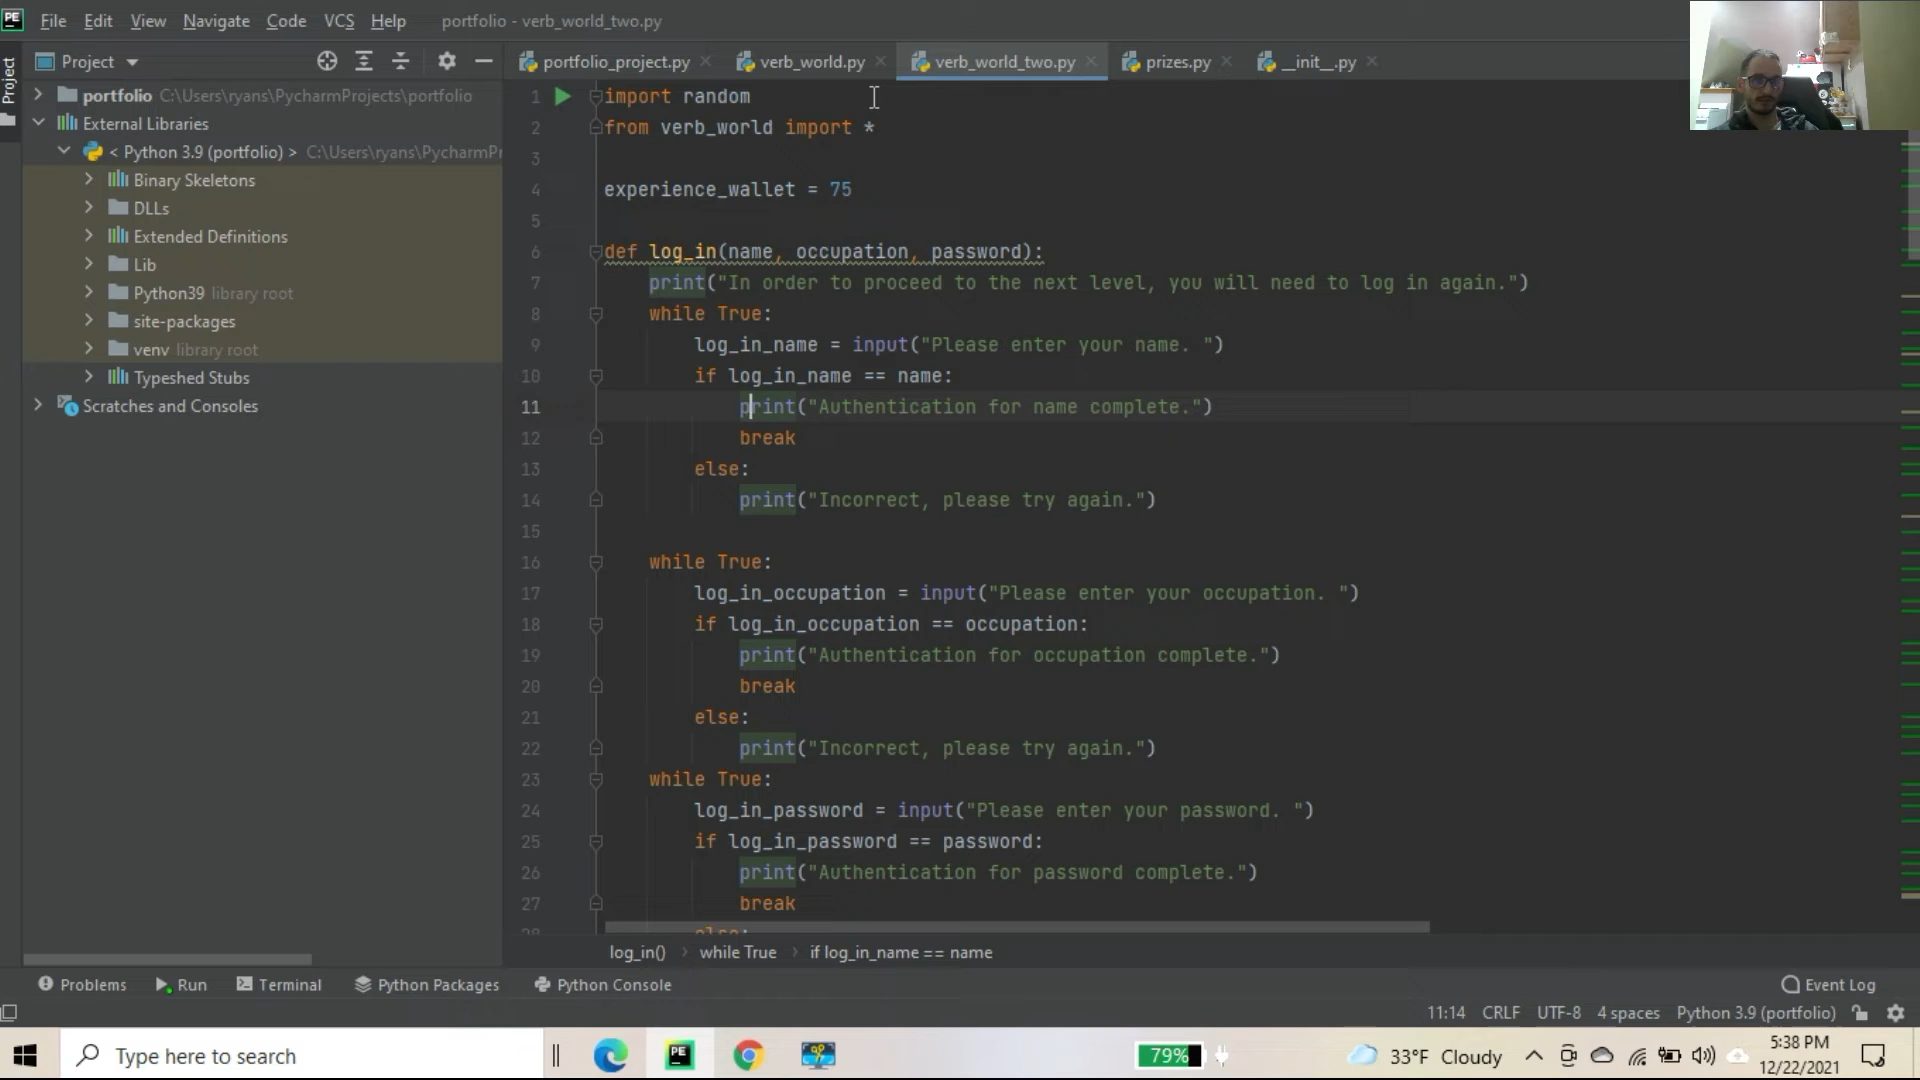 PE File Edit View Navigate Code VCS Help portfolio - verb_world_two.py
Project
Project
portfolio C:\Users\ryans\PycharmProjects\portfolio
External Libraries
< Python 3.9 (portfolio) > C:\Users\ryans\PycharmPr
Binary Skeletons
DLLs
Extended Definitions
Lib
Python39 library root
site-packages
venv library root
Typeshed Stubs
Scratches and Consoles
portfolio_project.py verb_world.py verb_world_two.py prizes.py __init__.py
1 import random
2 from verb_world import *
3
4 experience_wallet = 75
5
6 def log_in(name, occupation, password):
7 print("In order to proceed to the next level, you will need to log in again.")
8 while True:
9 log_in_name = input("Please enter your name. ")
10 if log_in_name == name:
11 print("Authentication for name complete.")
12 break
13 else:
14 print("Incorrect, please try again.")
15
16 while True:
17 log_in_occupation = input("Please enter your occupation. ")
18 if log_in_occupation == occupation:
19 print("Authentication for occupation complete.")
20 break
21 else:
22 print("Incorrect, please try again.")
23 while True:
24 log_in_password = input("Please enter your password. ")
25 if log_in_password == password:
26 print("Authentication for password complete.")
27 break
28 else:
log_in() while True if log_in_name == name
Problems Run Terminal Python Packages Python Console Event Log
11:14 CRLF UTF-8 4 spaces Python 3.9 (portfolio)
Type here to search PE 79% 33°F Cloudy 5:38 PM
12/22/2021